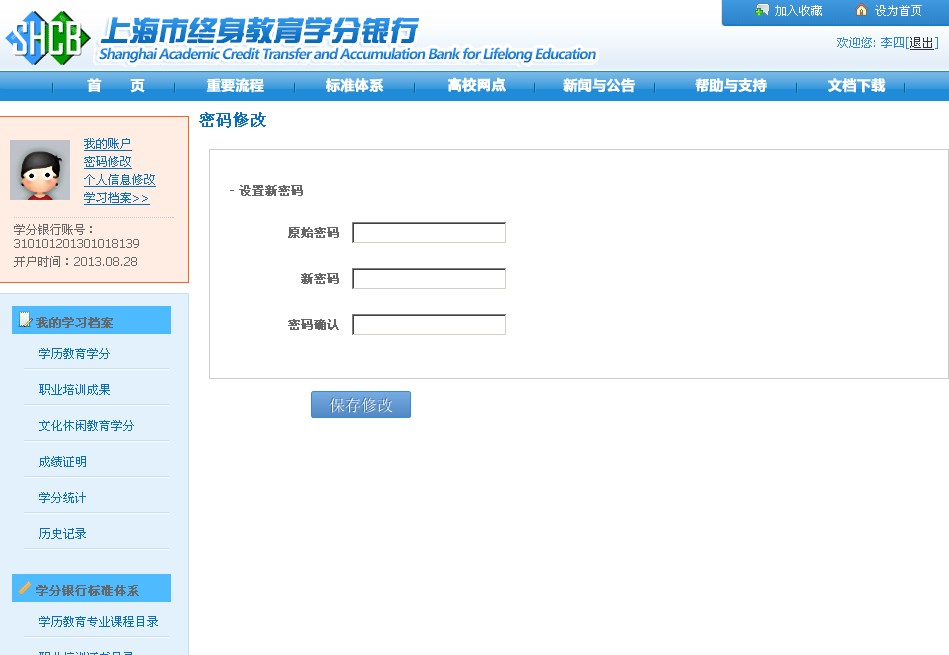 加入收藏
设为首页
SHCB
上海市终身教育学分银行
Shanghai Academic Credit Transfer and Accumulation Bank for Lifelong Education
欢迎您: 李四[退出]
首 页
重要流程
标准体系
高校网点
新闻与公告
帮助与支持
文档下载
我的账户
密码修改
个人信息修改
学习档案>>
学分银行账号：
310101201301018139
开户时间：2013.08.28
我的学习档案
学历教育学分
职业培训成果
文化休闲教育学分
成绩证明
学分统计
历史记录
学分银行标准体系
学历教育专业课程目录
密码修改
- 设置新密码
原始密码
新密码
密码确认
保存修改